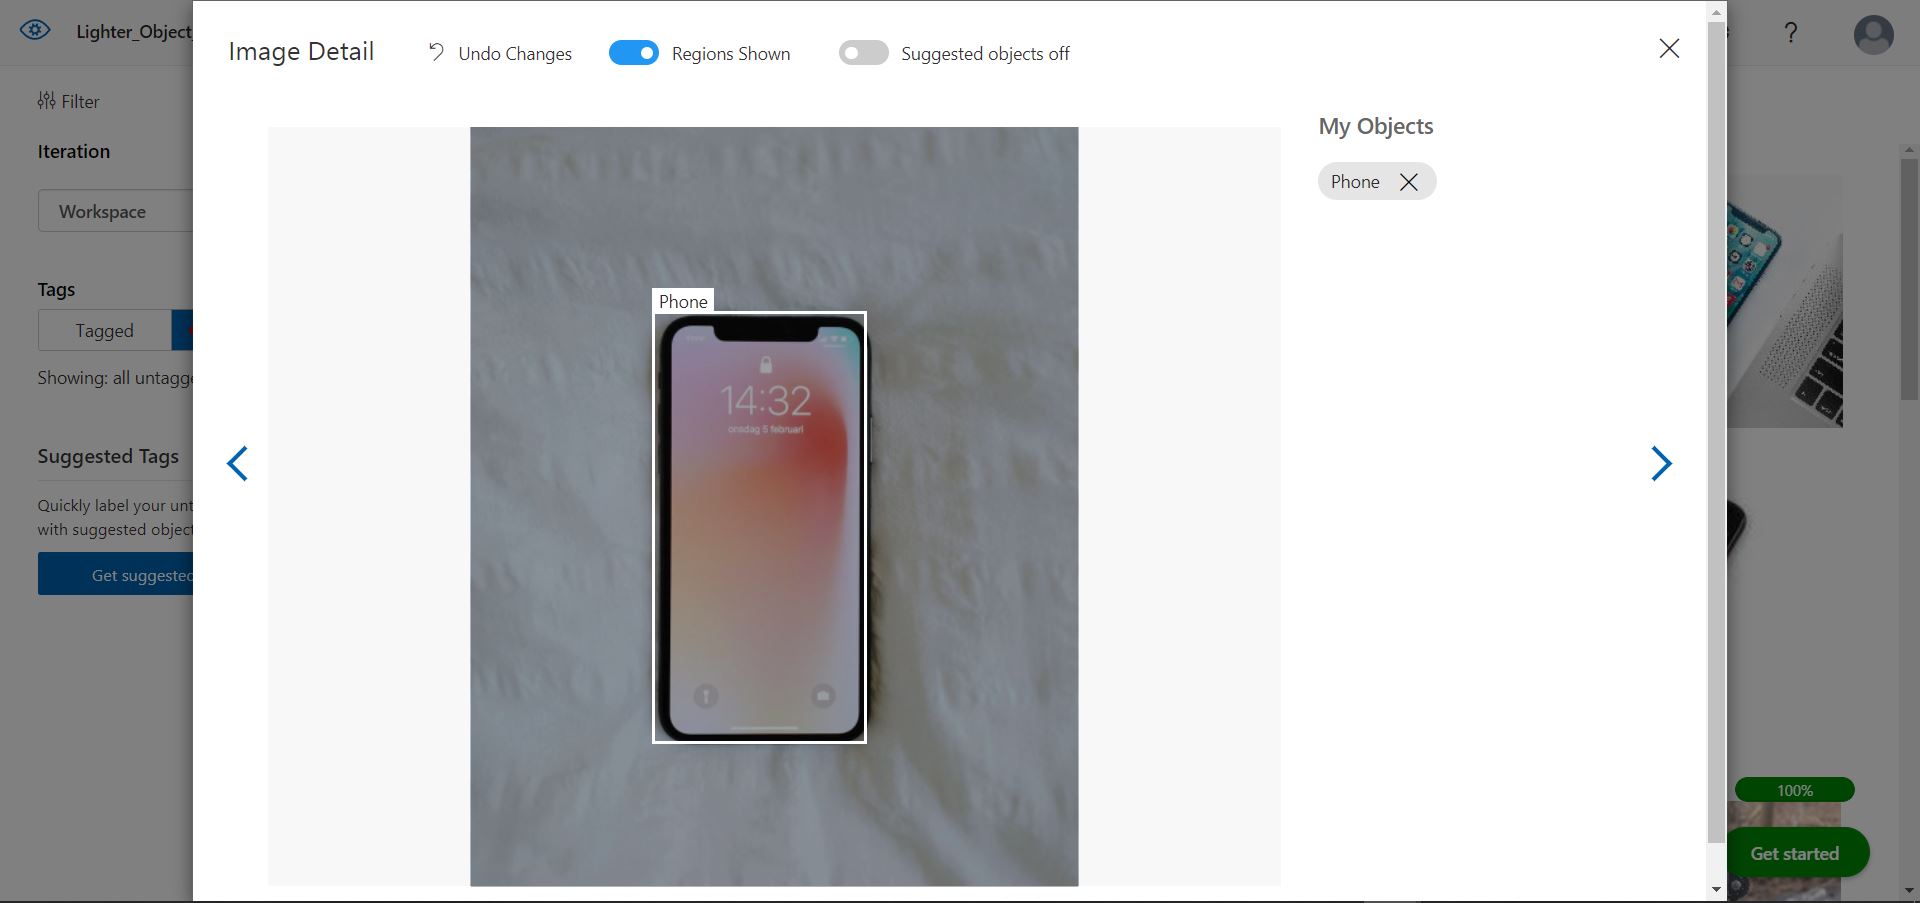 Lighter_Object
?
Image Detail
Undo Changes
Regions Shown
Suggested objects off
Filter
Iteration
Workspace
Tags
Tagged
Showing: all untagge
Suggested Tags
Quickly label your unt
with suggested object
Get suggested
My Objects
Phone
Phone
14:32
onsdag 5 februari
100%
Get started